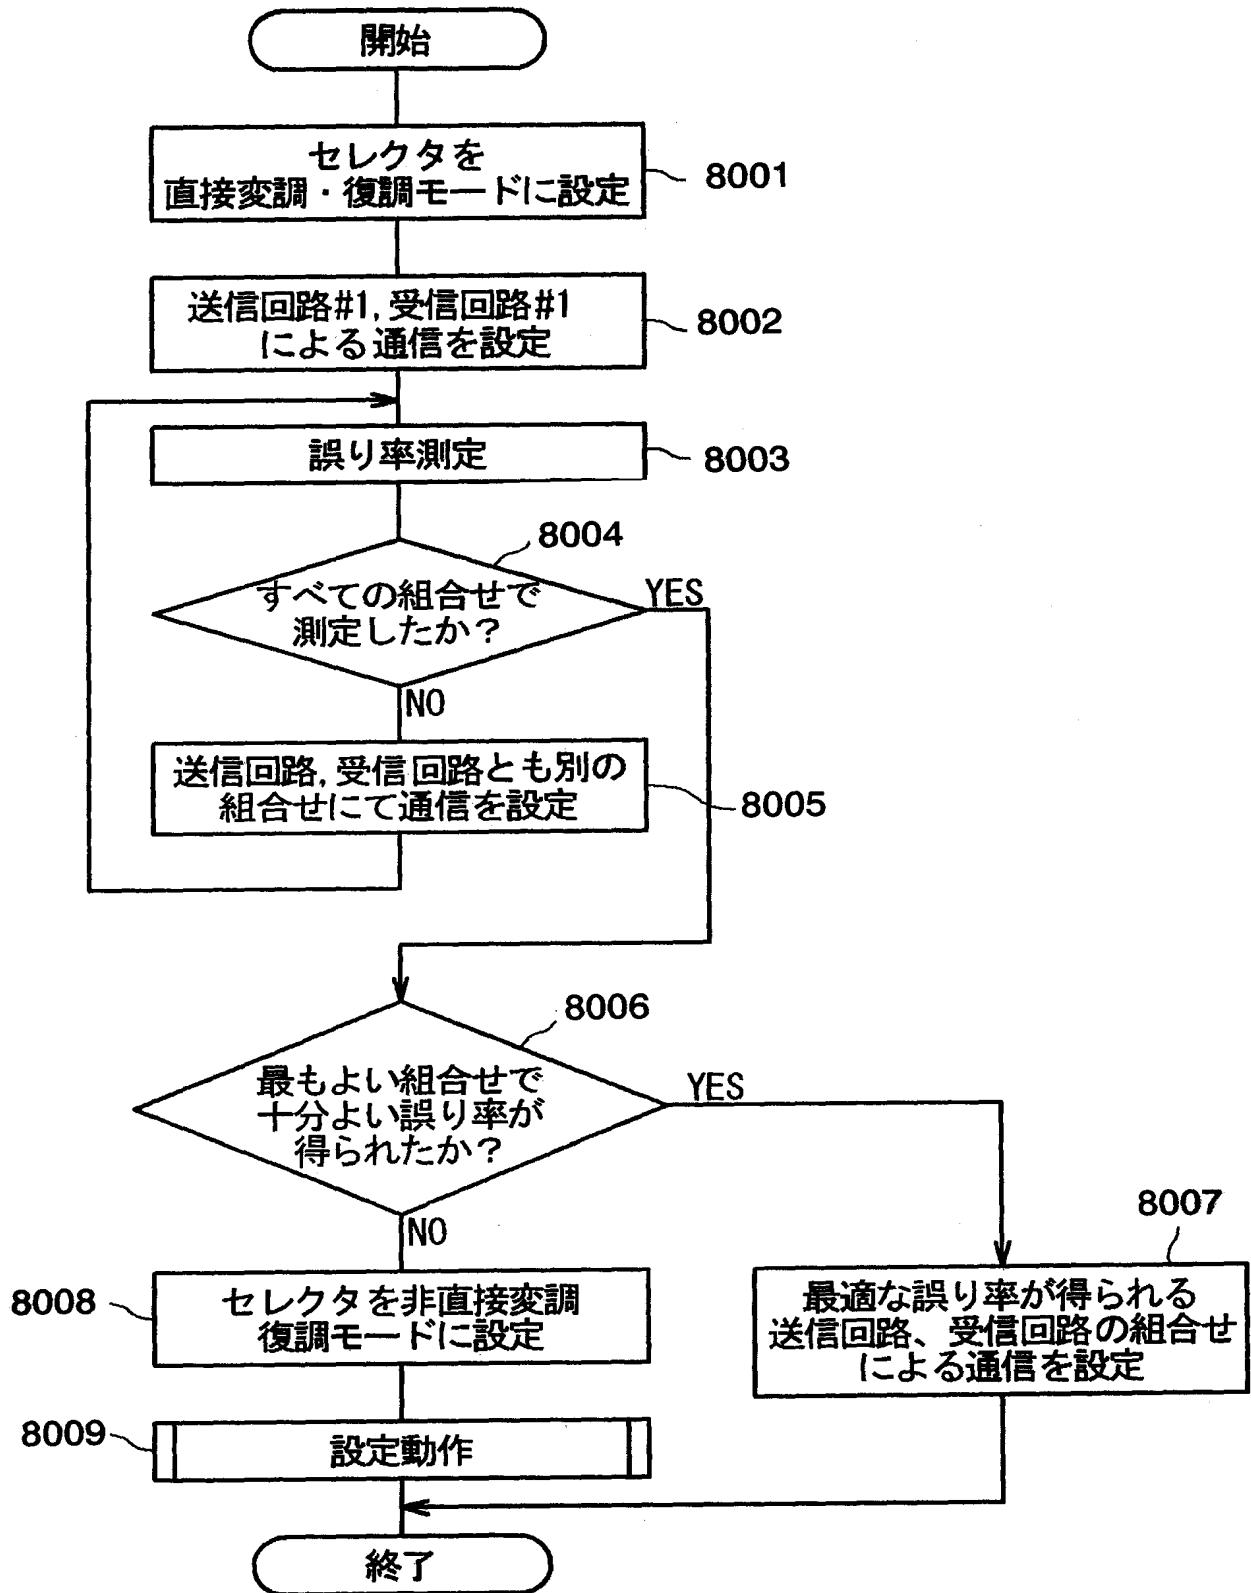 開始
セレクタを
直接変調・復調モードに設定
8001
送信回路#1, 受信回路#1
による通信を設定
8002
誤り率測定
8003
8004
すべての組合せで
測定したか？
YES
NO
送信回路, 受信回路とも別の
組合せにて通信を設定
8005
8006
最もよい組合せで
十分よい誤り率が
得られたか？
YES
NO
8007
最適な誤り率が得られる
送信回路、受信回路の組合せ
による通信を設定
8008
セレクタを非直接変調
復調モードに設定
8009
設定動作
終了